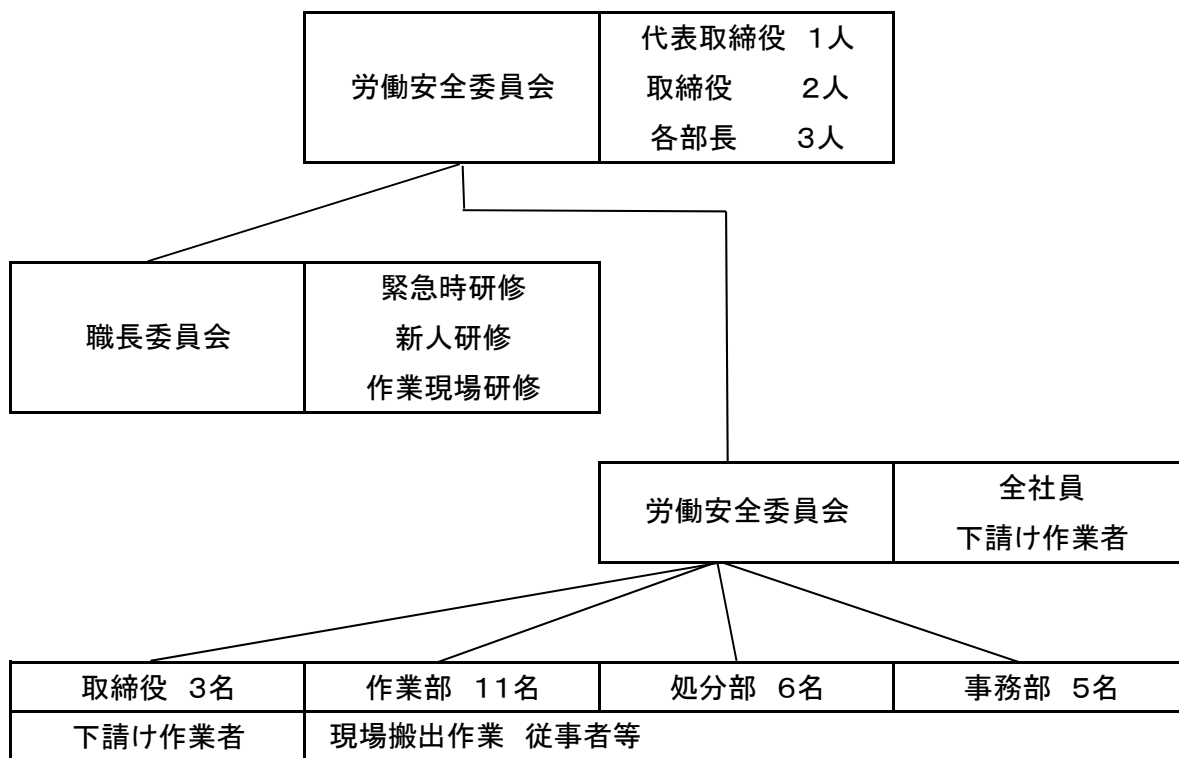 労働安全委員会
代表取締役 1人
取締役 2人
各部長 3人
職長委員会
緊急時研修
新人研修
作業現場研修
労働安全委員会
全社員
下請け作業者
取締役 3名
作業部 11名
処分部 6名
事務部 5名
下請け作業者
現場搬出作業 従事者等